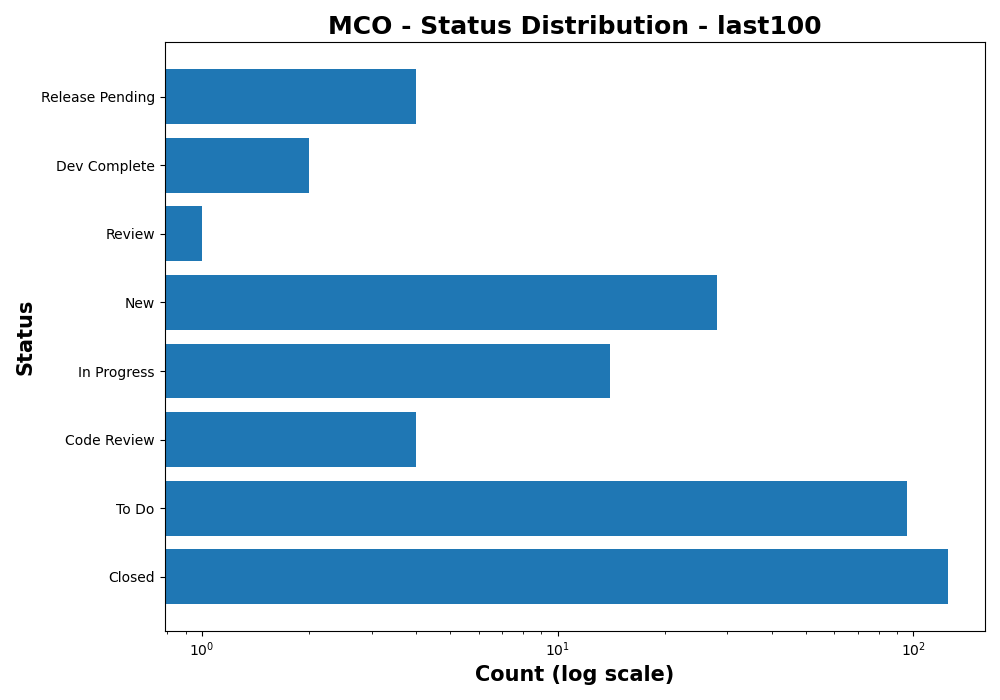 MCO - Status Distribution - last100
Release Pending
Dev Complete
Review
New
In Progress
Code Review
To Do
Closed
Status
10⁰ 10¹ 10²
Count (log scale)